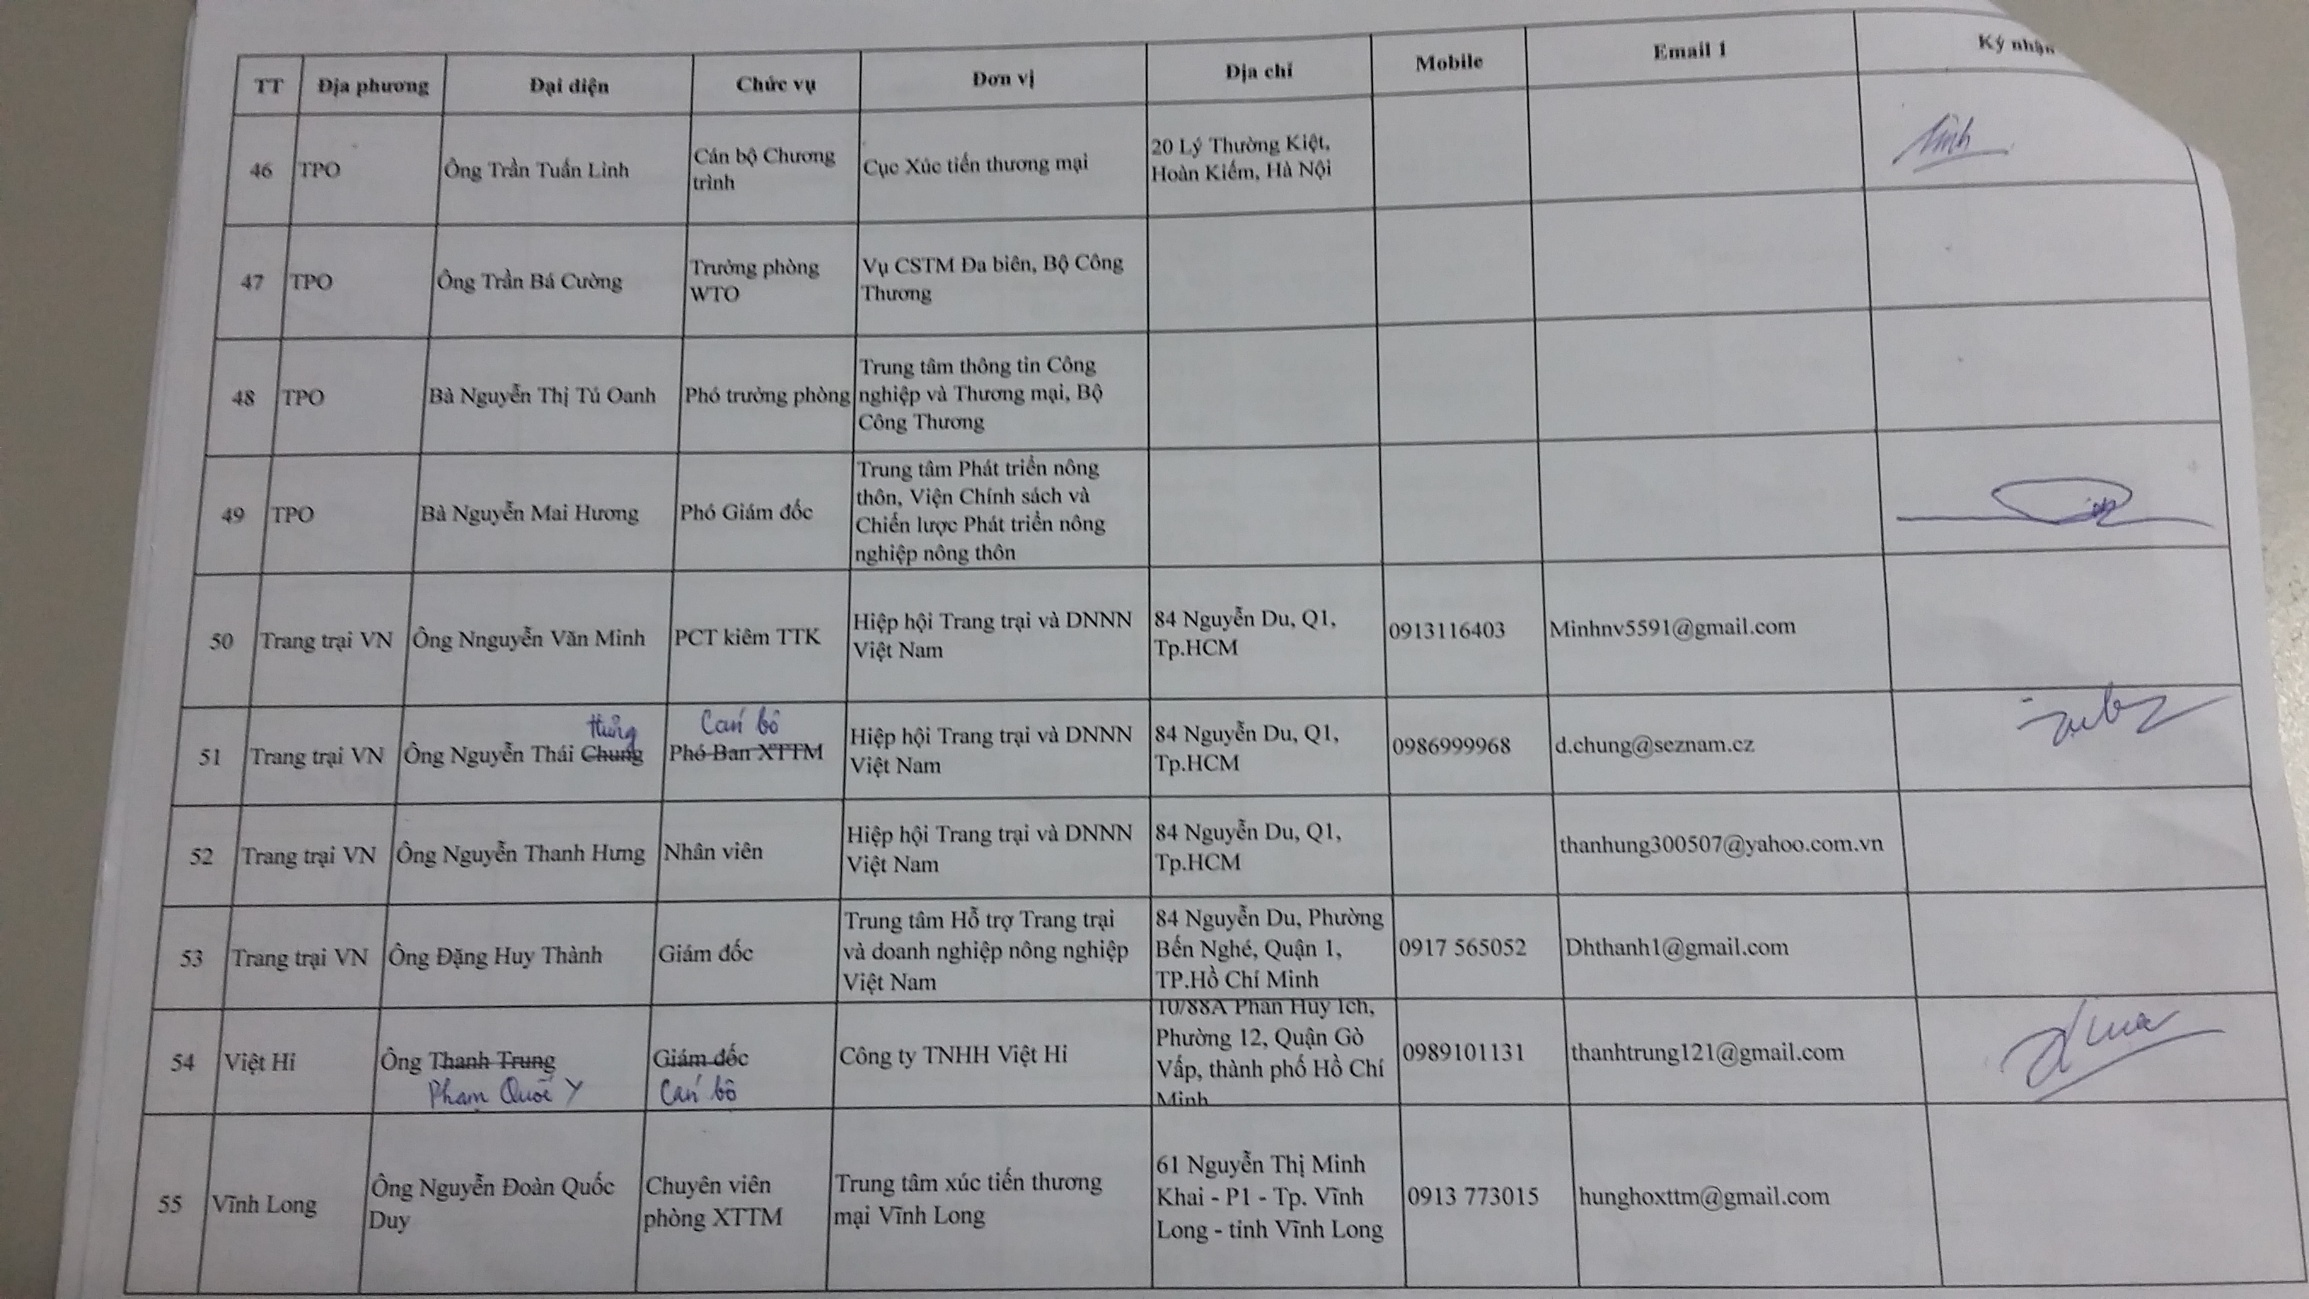 TT Địa phương Đại diện Chức vụ Đơn vị Địa chỉ Mobile Email 1 Ký nhận
46 TPO Ông Trần Tuấn Linh Cán bộ Chương trình Cục Xúc tiến thương mại 20 Lý Thường Kiệt, Hoàn Kiếm, Hà Nội Linh
47 TPO Ông Trần Bá Cường Trưởng phòng WTO Vụ CSTM Đa biên, Bộ Công Thương
48 TPO Bà Nguyễn Thị Tú Oanh Phó trưởng phòng Trung tâm thông tin Công nghiệp và Thương mại, Bộ Công Thương
49 TPO Bà Nguyễn Mai Hương Phó Giám đốc Trung tâm Phát triển nông thôn, Viện Chính sách và Chiến lược Phát triển nông nghiệp nông thôn
50 Trang trại VN Ông Nnguyễn Văn Minh PCT kiêm TTK Hiệp hội Trang trại và DNNN Việt Nam 84 Nguyễn Du, Q1, Tp.HCM 0913116403 Minhnv5591@gmail.com
51 Trang trại VN Ông Nguyễn Thái Chung Hưng Phó Ban XTTM Cán bộ Hiệp hội Trang trại và DNNN Việt Nam 84 Nguyễn Du, Q1, Tp.HCM 0986999968 d.chung@seznam.cz
52 Trang trại VN Ông Nguyễn Thanh Hưng Nhân viên Hiệp hội Trang trại và DNNN Việt Nam 84 Nguyễn Du, Q1, Tp.HCM thanhung300507@yahoo.com.vn
53 Trang trại VN Ông Đặng Huy Thành Giám đốc Trung tâm Hỗ trợ Trang trại và doanh nghiệp nông nghiệp Việt Nam 84 Nguyễn Du, Phường Bến Nghé, Quận 1, TP.Hồ Chí Minh 0917 565052 Dhthanh1@gmail.com
54 Việt Hi Ông Thanh Trung Phạm Quốc Ý Giám đốc Cán bộ Công ty TNHH Việt Hi 10/88A Phan Huy Ích, Phường 12, Quận Gò Vấp, thành phố Hồ Chí Minh 0989101131 thanhtrung121@gmail.com
55 Vĩnh Long Ông Nguyễn Đoàn Quốc Duy Chuyên viên phòng XTTM Trung tâm xúc tiến thương mại Vĩnh Long 61 Nguyễn Thị Minh Khai - P1 - Tp. Vĩnh Long - tỉnh Vĩnh Long 0913 773015 hunghoxttm@gmail.com